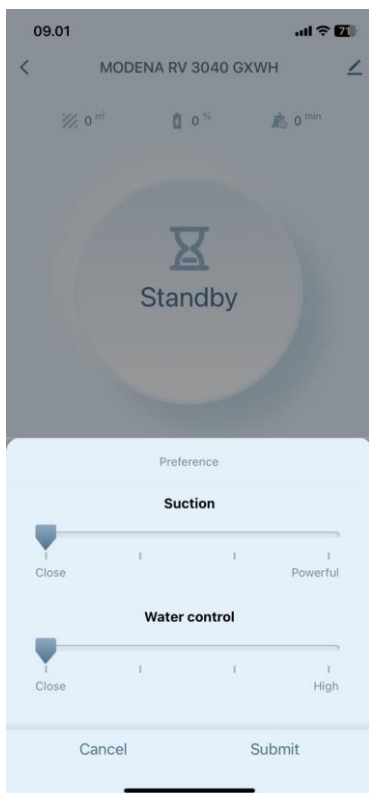 09.01 71
MODENA RV 3040 GXWH
0 m² 0 % 0 min
Standby
Preference
Suction
Close Powerful
Water control
Close High
Cancel Submit